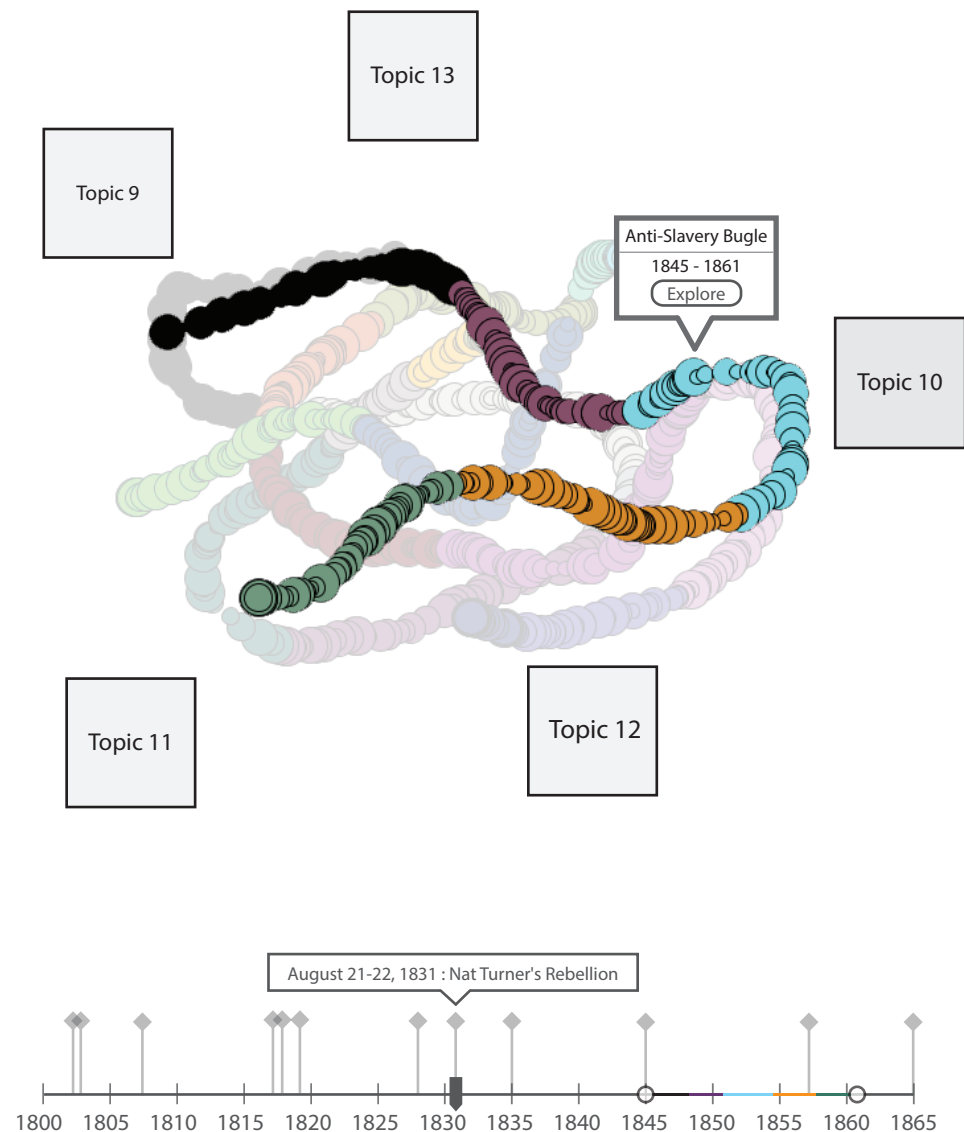 Topic 13
Topic 9
Anti-Slavery Bugle
1845 - 1861
Explore
Topic 10
Topic 11
Topic 12
August 21-22, 1831 : Nat Turner's Rebellion
1800 1805 1810 1815 1820 1825 1830 1835 1840 1845 1850 1855 1860 1865